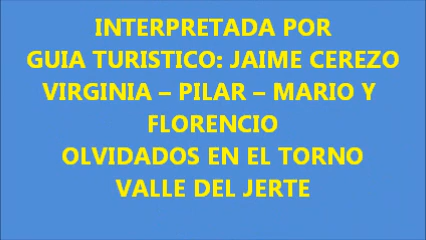 INTERPRETADA POR
GUIA TURISTICO: JAIME CEREZO
VIRGINIA – PILAR – MARIO Y
FLORENCIO
OLVIDADOS EN EL TORNO
VALLE DEL JERTE